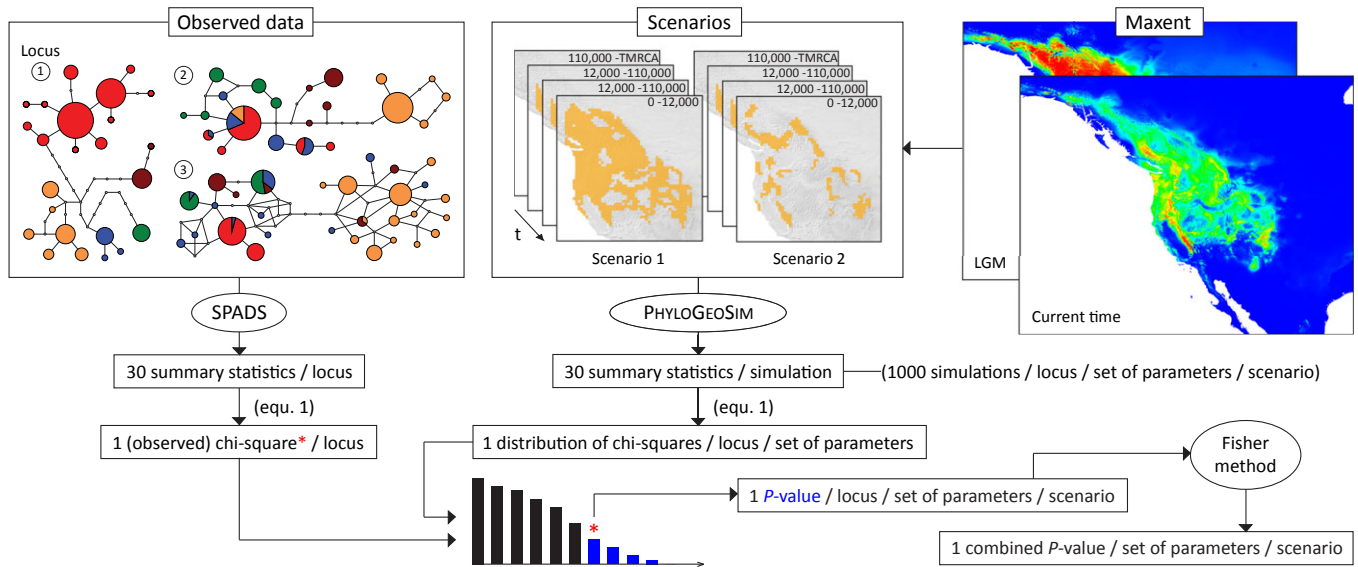 Observed data
Locus
1
2
3
Scenarios
110,000 -TMRCA
12,000 -110,000
12,000 -110,000
0 -12,000
t
Scenario 1
110,000 -TMRCA
12,000 -110,000
12,000 -110,000
0 -12,000
Scenario 2
Maxent
LGM
Current time
SPADS
PHYLOGEOSIM
30 summary statistics / locus
30 summary statistics / simulation
(1000 simulations / locus / set of parameters / scenario)
(equ. 1)
(equ. 1)
1 (observed) chi-square* / locus
1 distribution of chi-squares / locus / set of parameters
Fisher
method
1 P-value / locus / set of parameters / scenario
*
1 combined P-value / set of parameters / scenario